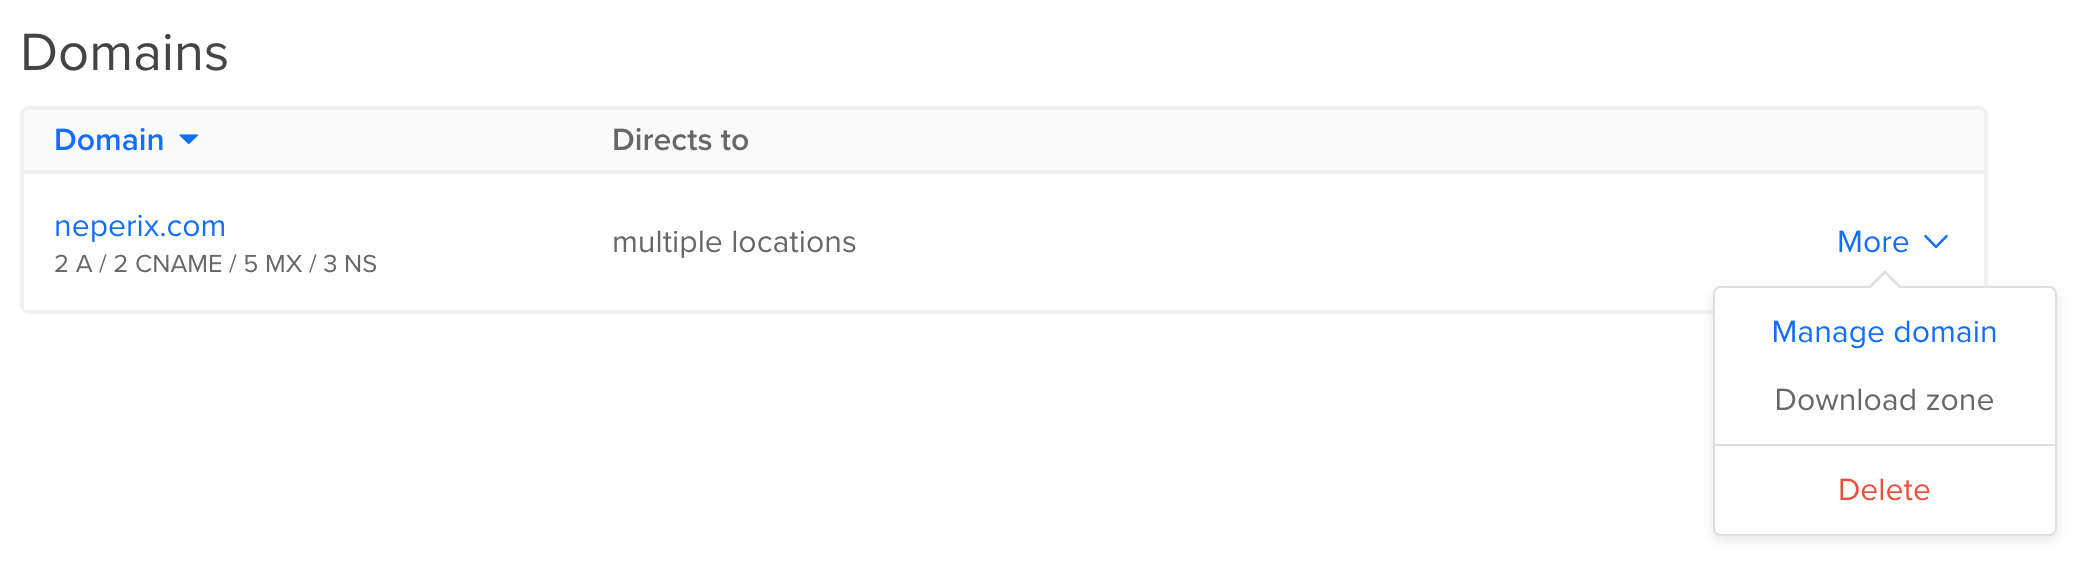 Domains
Domain Directs to
neperix.com
2 A / 2 CNAME / 5 MX / 3 NS
multiple locations
More
Manage domain
Download zone
Delete